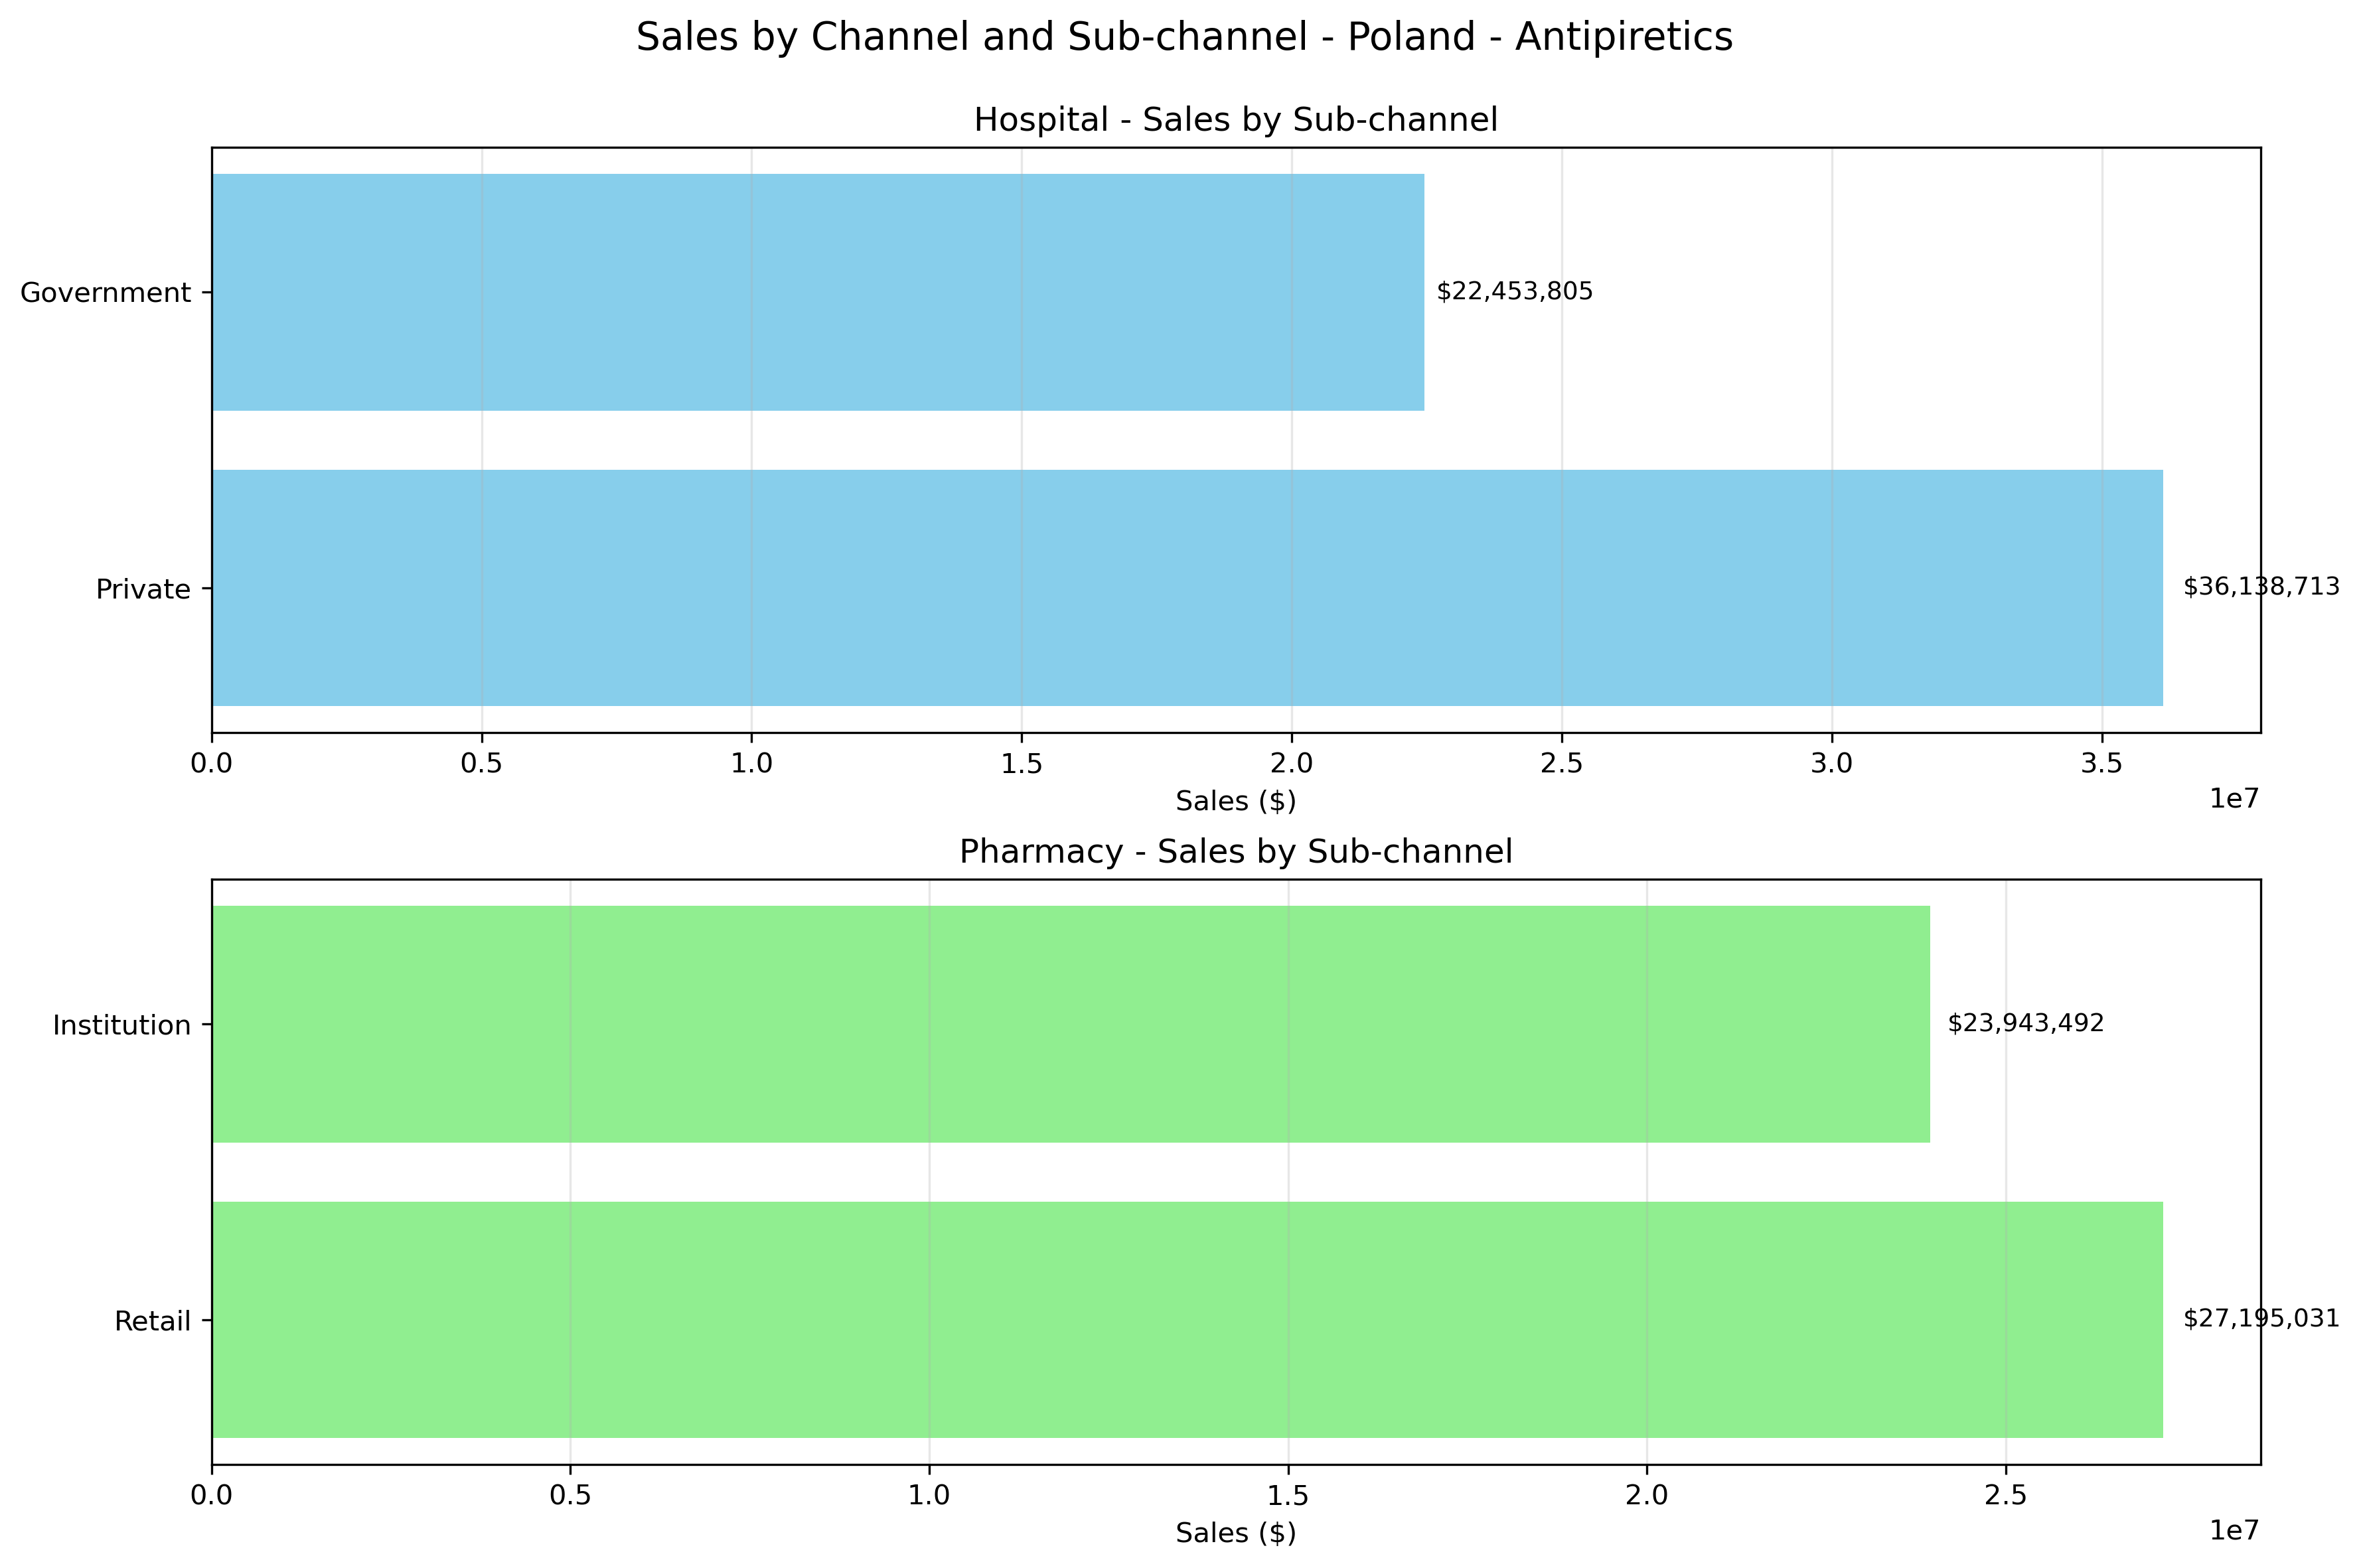 Sales by Channel and Sub-channel - Poland - Antipiretics
Hospital - Sales by Sub-channel
Government
$22,453,805
Private
$36,138,713
0.0 0.5 1.0 1.5 2.0 2.5 3.0 3.5
Sales ($)
1e7
Pharmacy - Sales by Sub-channel
Institution
$23,943,492
Retail
$27,195,031
0.0 0.5 1.0 1.5 2.0 2.5
Sales ($)
1e7